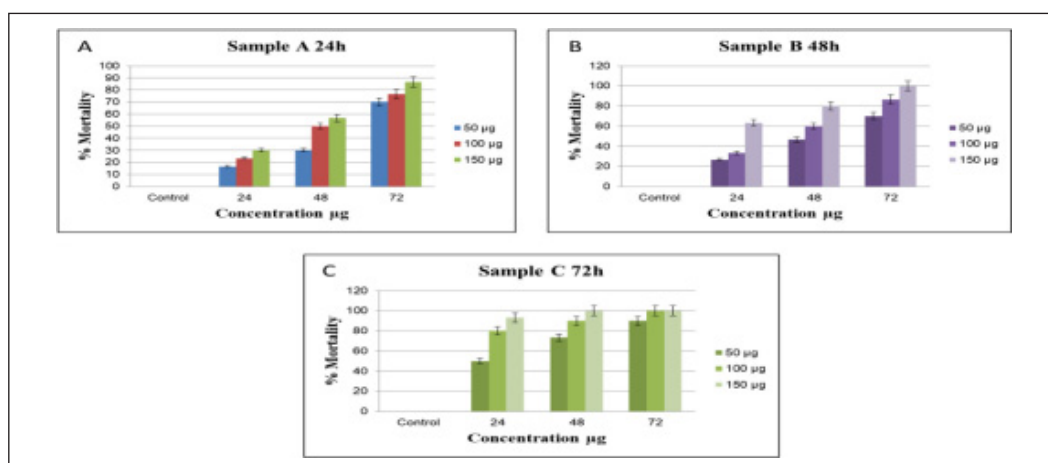 A
Sample A 24h
% Mortality
100
90
80
70
60
50
40
30
20
10
0
Control 24 48 72
Concentration µg
50 µg
100 µg
150 µg
B
Sample B 48h
% Mortality
120
100
80
60
40
20
0
Control 24 48 72
Concentration µg
50 µg
100 µg
150 µg
C
Sample C 72h
% Mortality
120
100
80
60
40
20
0
Control 24 48 72
Concentration µg
50 µg
100 µg
150 µg